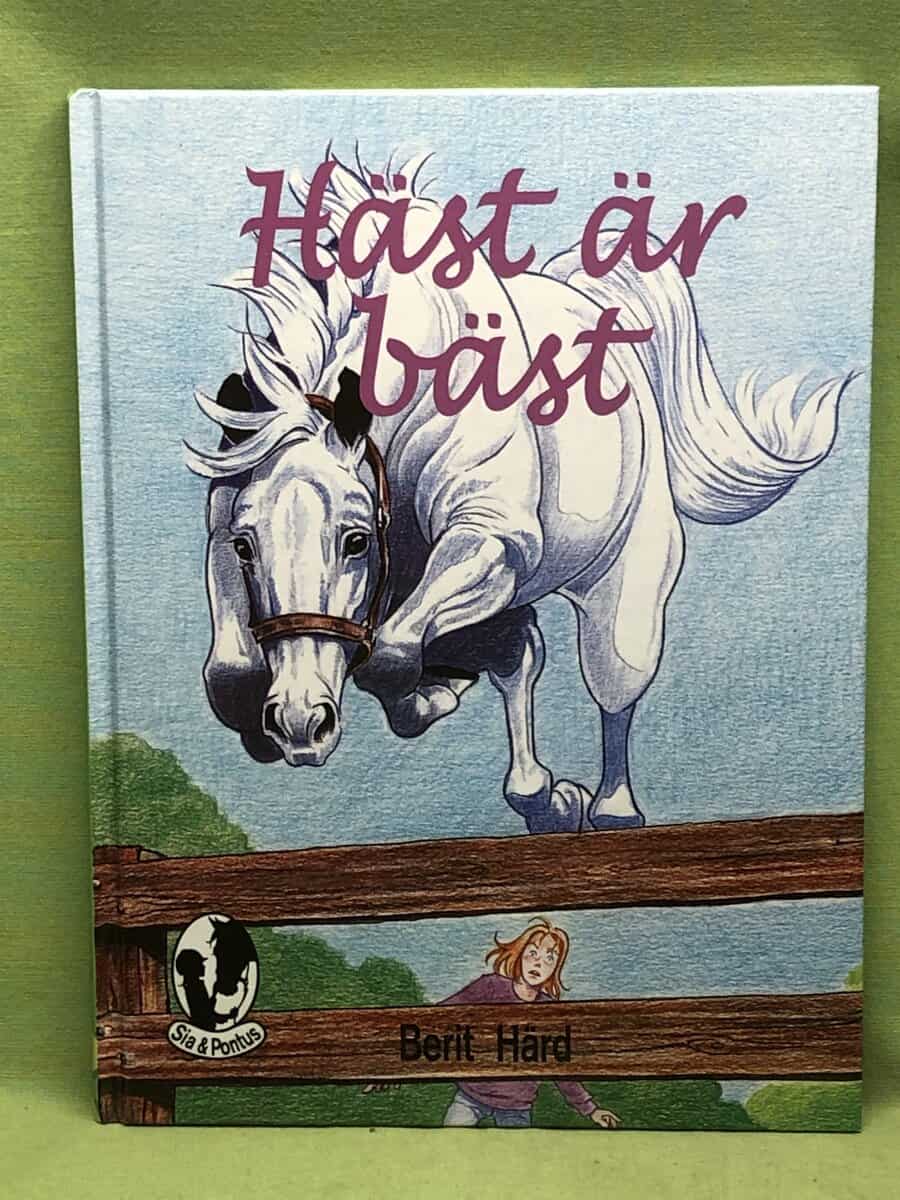 Häst är
bäst
Sia & Pontus
Berit Härd